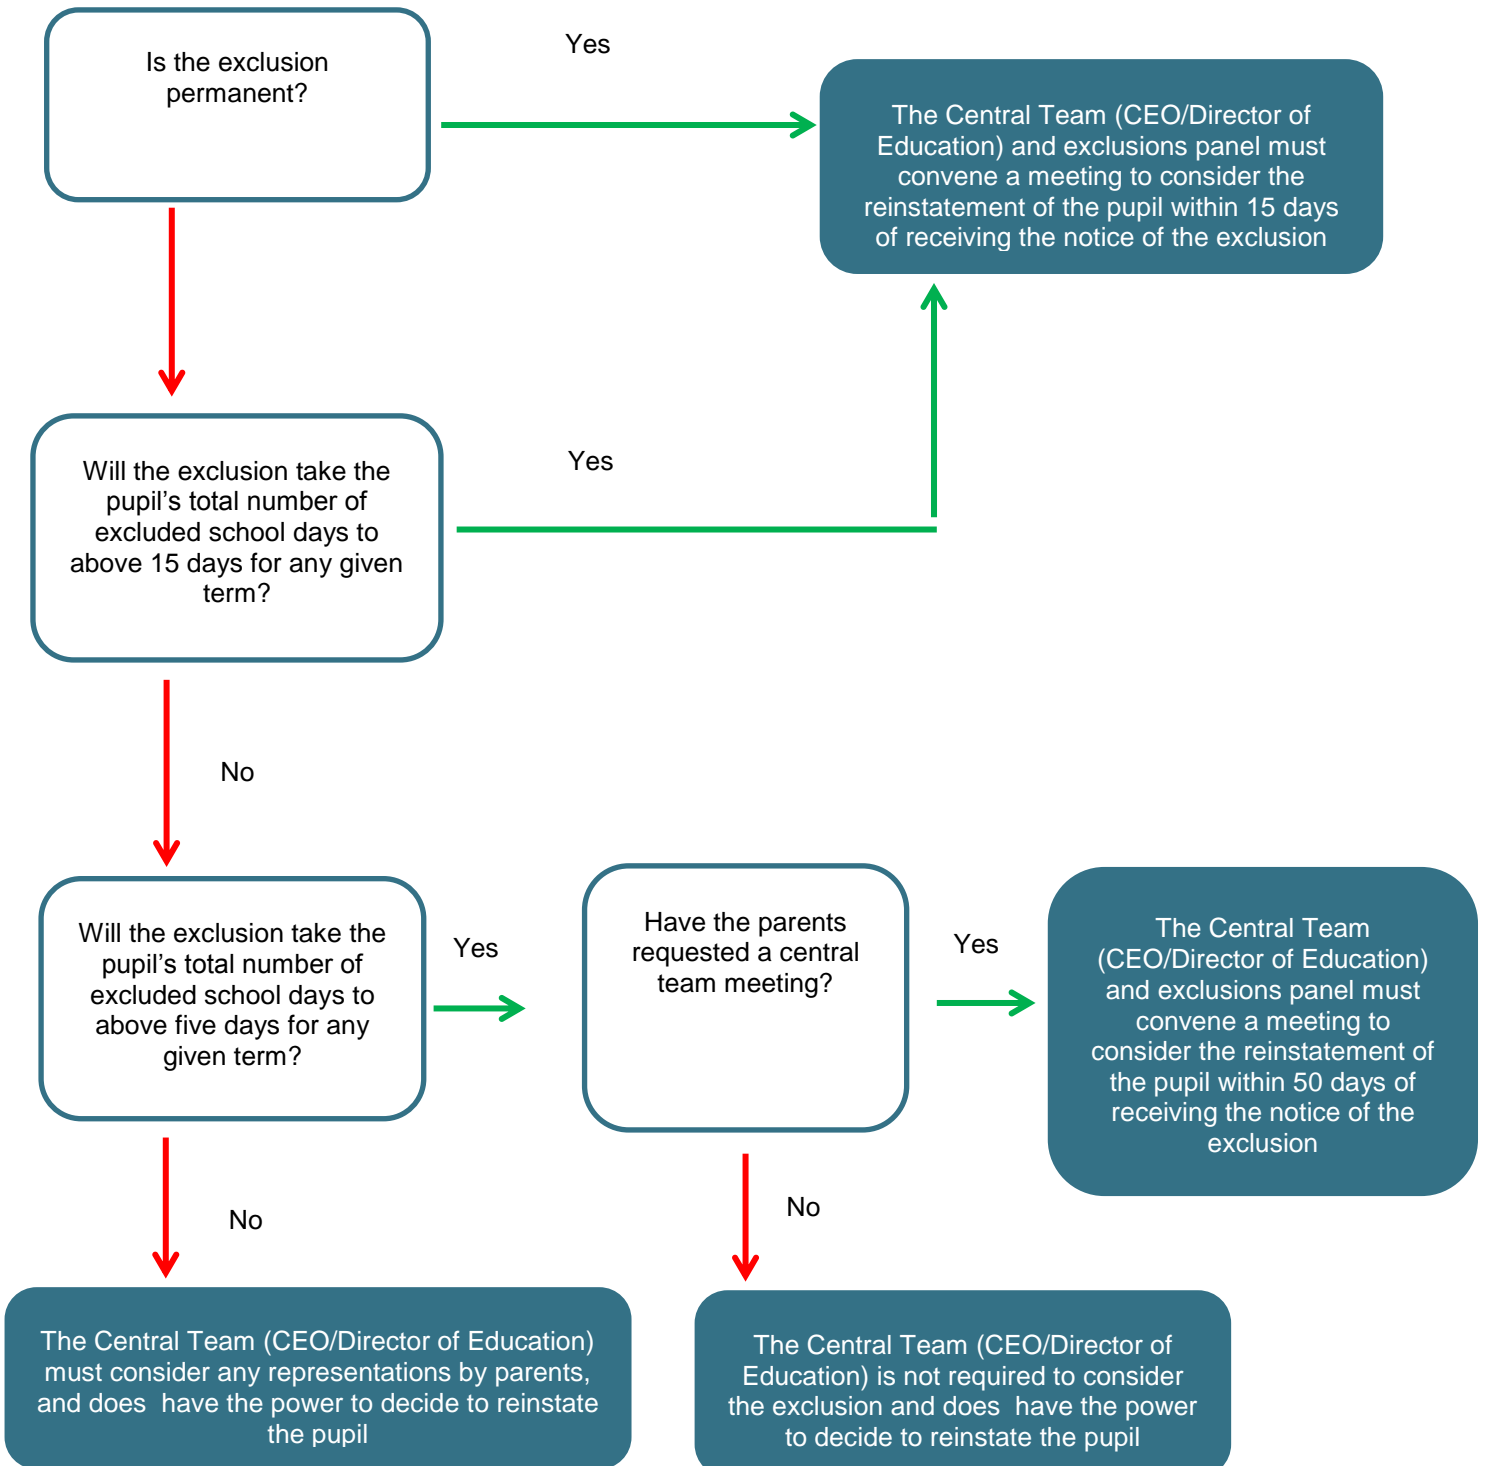 Is the exclusion
permanent?
Yes
The Central Team (CEO/Director of
Education) and exclusions panel must
convene a meeting to consider the
reinstatement of the pupil within 15 days
of receiving the notice of the exclusion
Will the exclusion take the
pupil’s total number of
excluded school days to
above 15 days for any given
term?
Yes
No
Will the exclusion take the
pupil’s total number of
excluded school days to
above five days for any
given term?
Yes
Have the parents
requested a central
team meeting?
Yes
The Central Team
(CEO/Director of Education)
and exclusions panel must
convene a meeting to
consider the reinstatement of
the pupil within 50 days of
receiving the notice of the
exclusion
No
No
The Central Team (CEO/Director of Education)
must consider any representations by parents,
and does  have the power to decide to reinstate
the pupil
The Central Team (CEO/Director of
Education) is not required to consider
the exclusion and does  have the power
to decide to reinstate the pupil